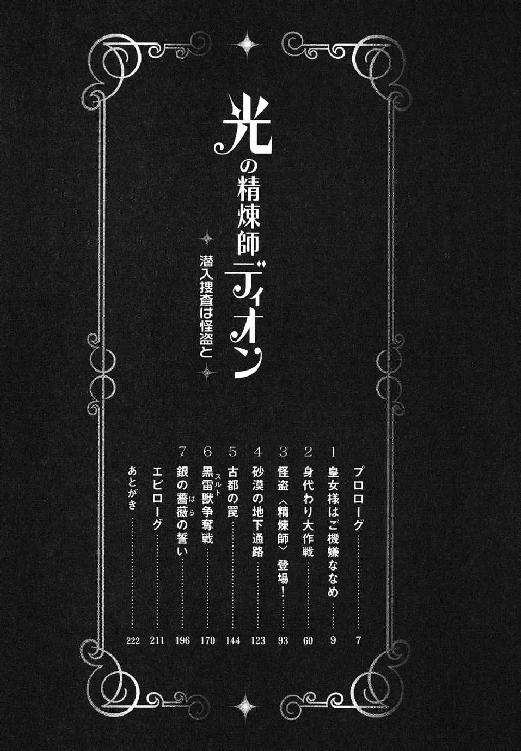 光の精煉師ディオン
潜入捜査は怪盗と
プロローグ……………7
1 皇女様はご機嫌ななめ……………9
2 身代わり大作戦……………60
3 怪盗〈精煉師〉登場!……………93
4 砂漠の地下通路……………123
5 古都の罠……………144
6 黒雷獣争奪戦……………170
スルト
7 銀の薔薇の誓い……………196
ばら
エピローグ……………211
あとがき……………222